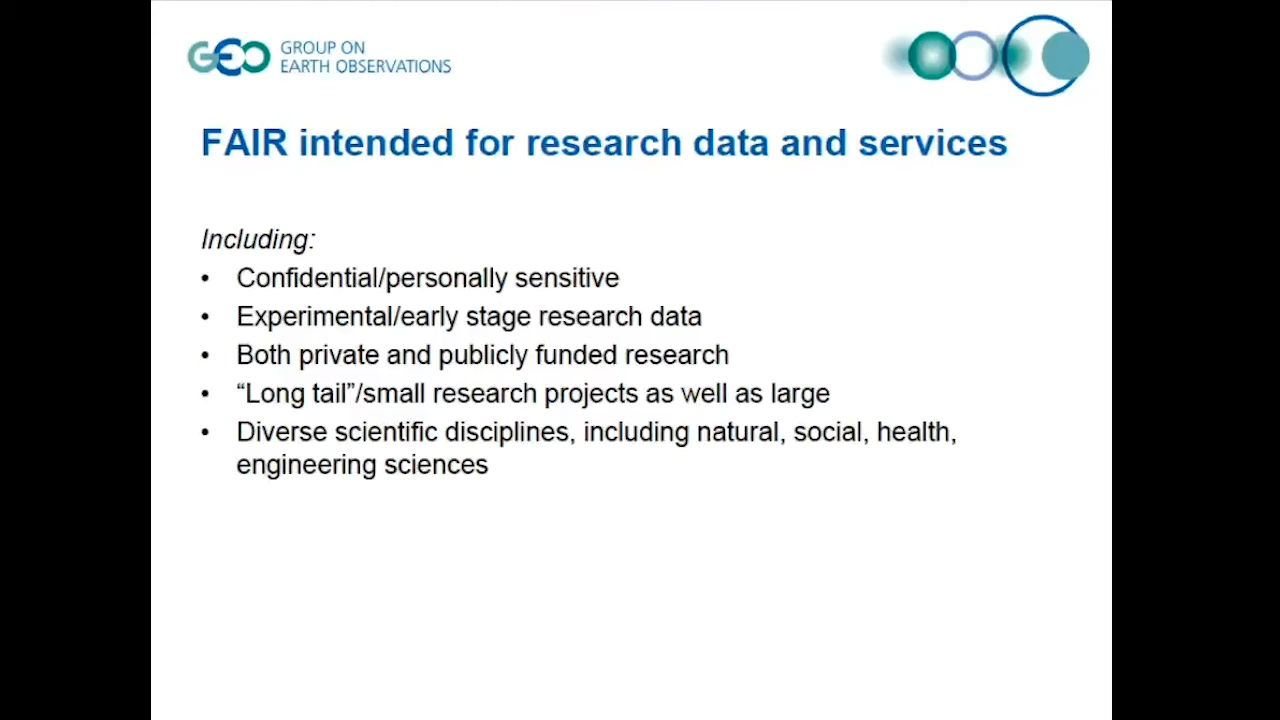 GEO GROUP ON
EARTH OBSERVATIONS
FAIR intended for research data and services
Including:
• Confidential/personally sensitive
• Experimental/early stage research data
• Both private and publicly funded research
• “Long tail”/small research projects as well as large
• Diverse scientific disciplines, including natural, social, health,
engineering sciences